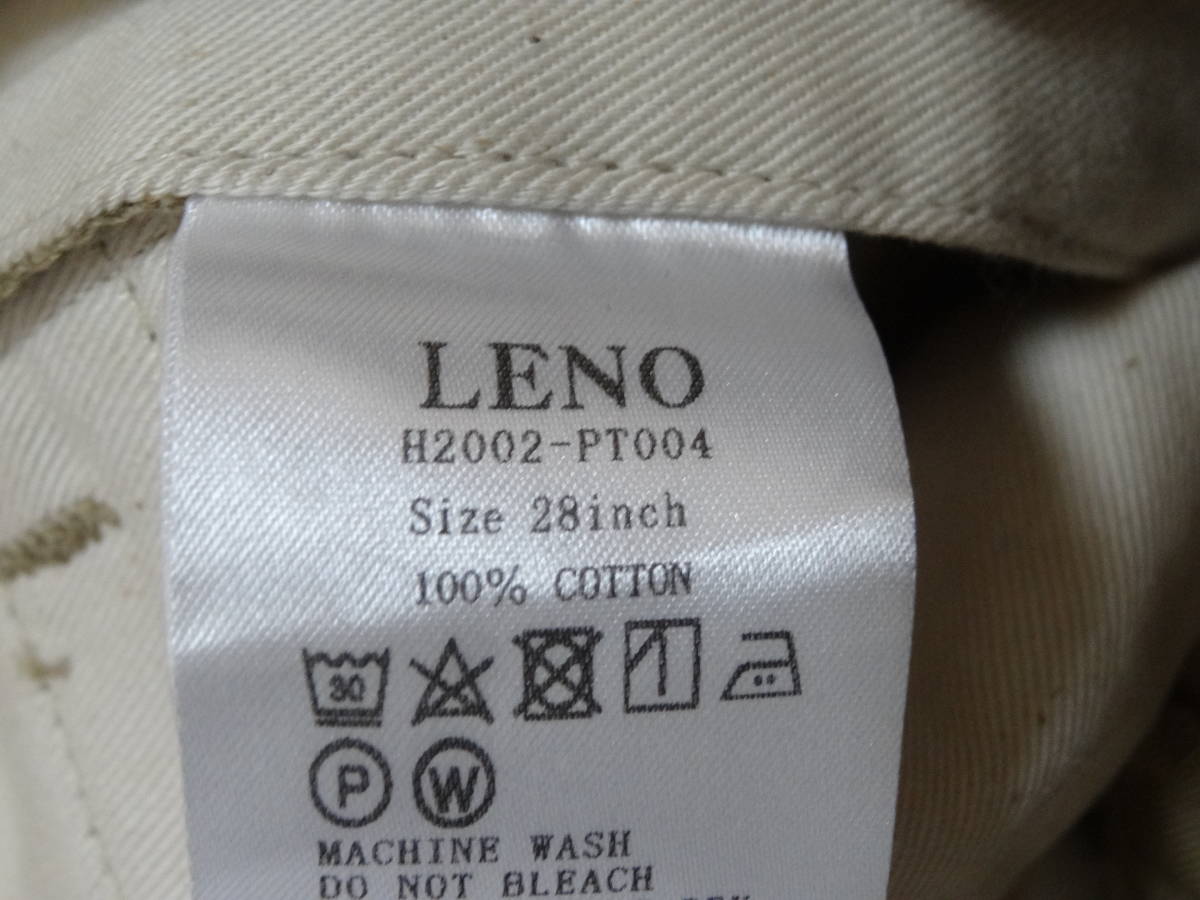 LENO
H2002-PT004
Size 28inch
100% COTTON
30
P W
MACHINE WASH
DO NOT BLEACH